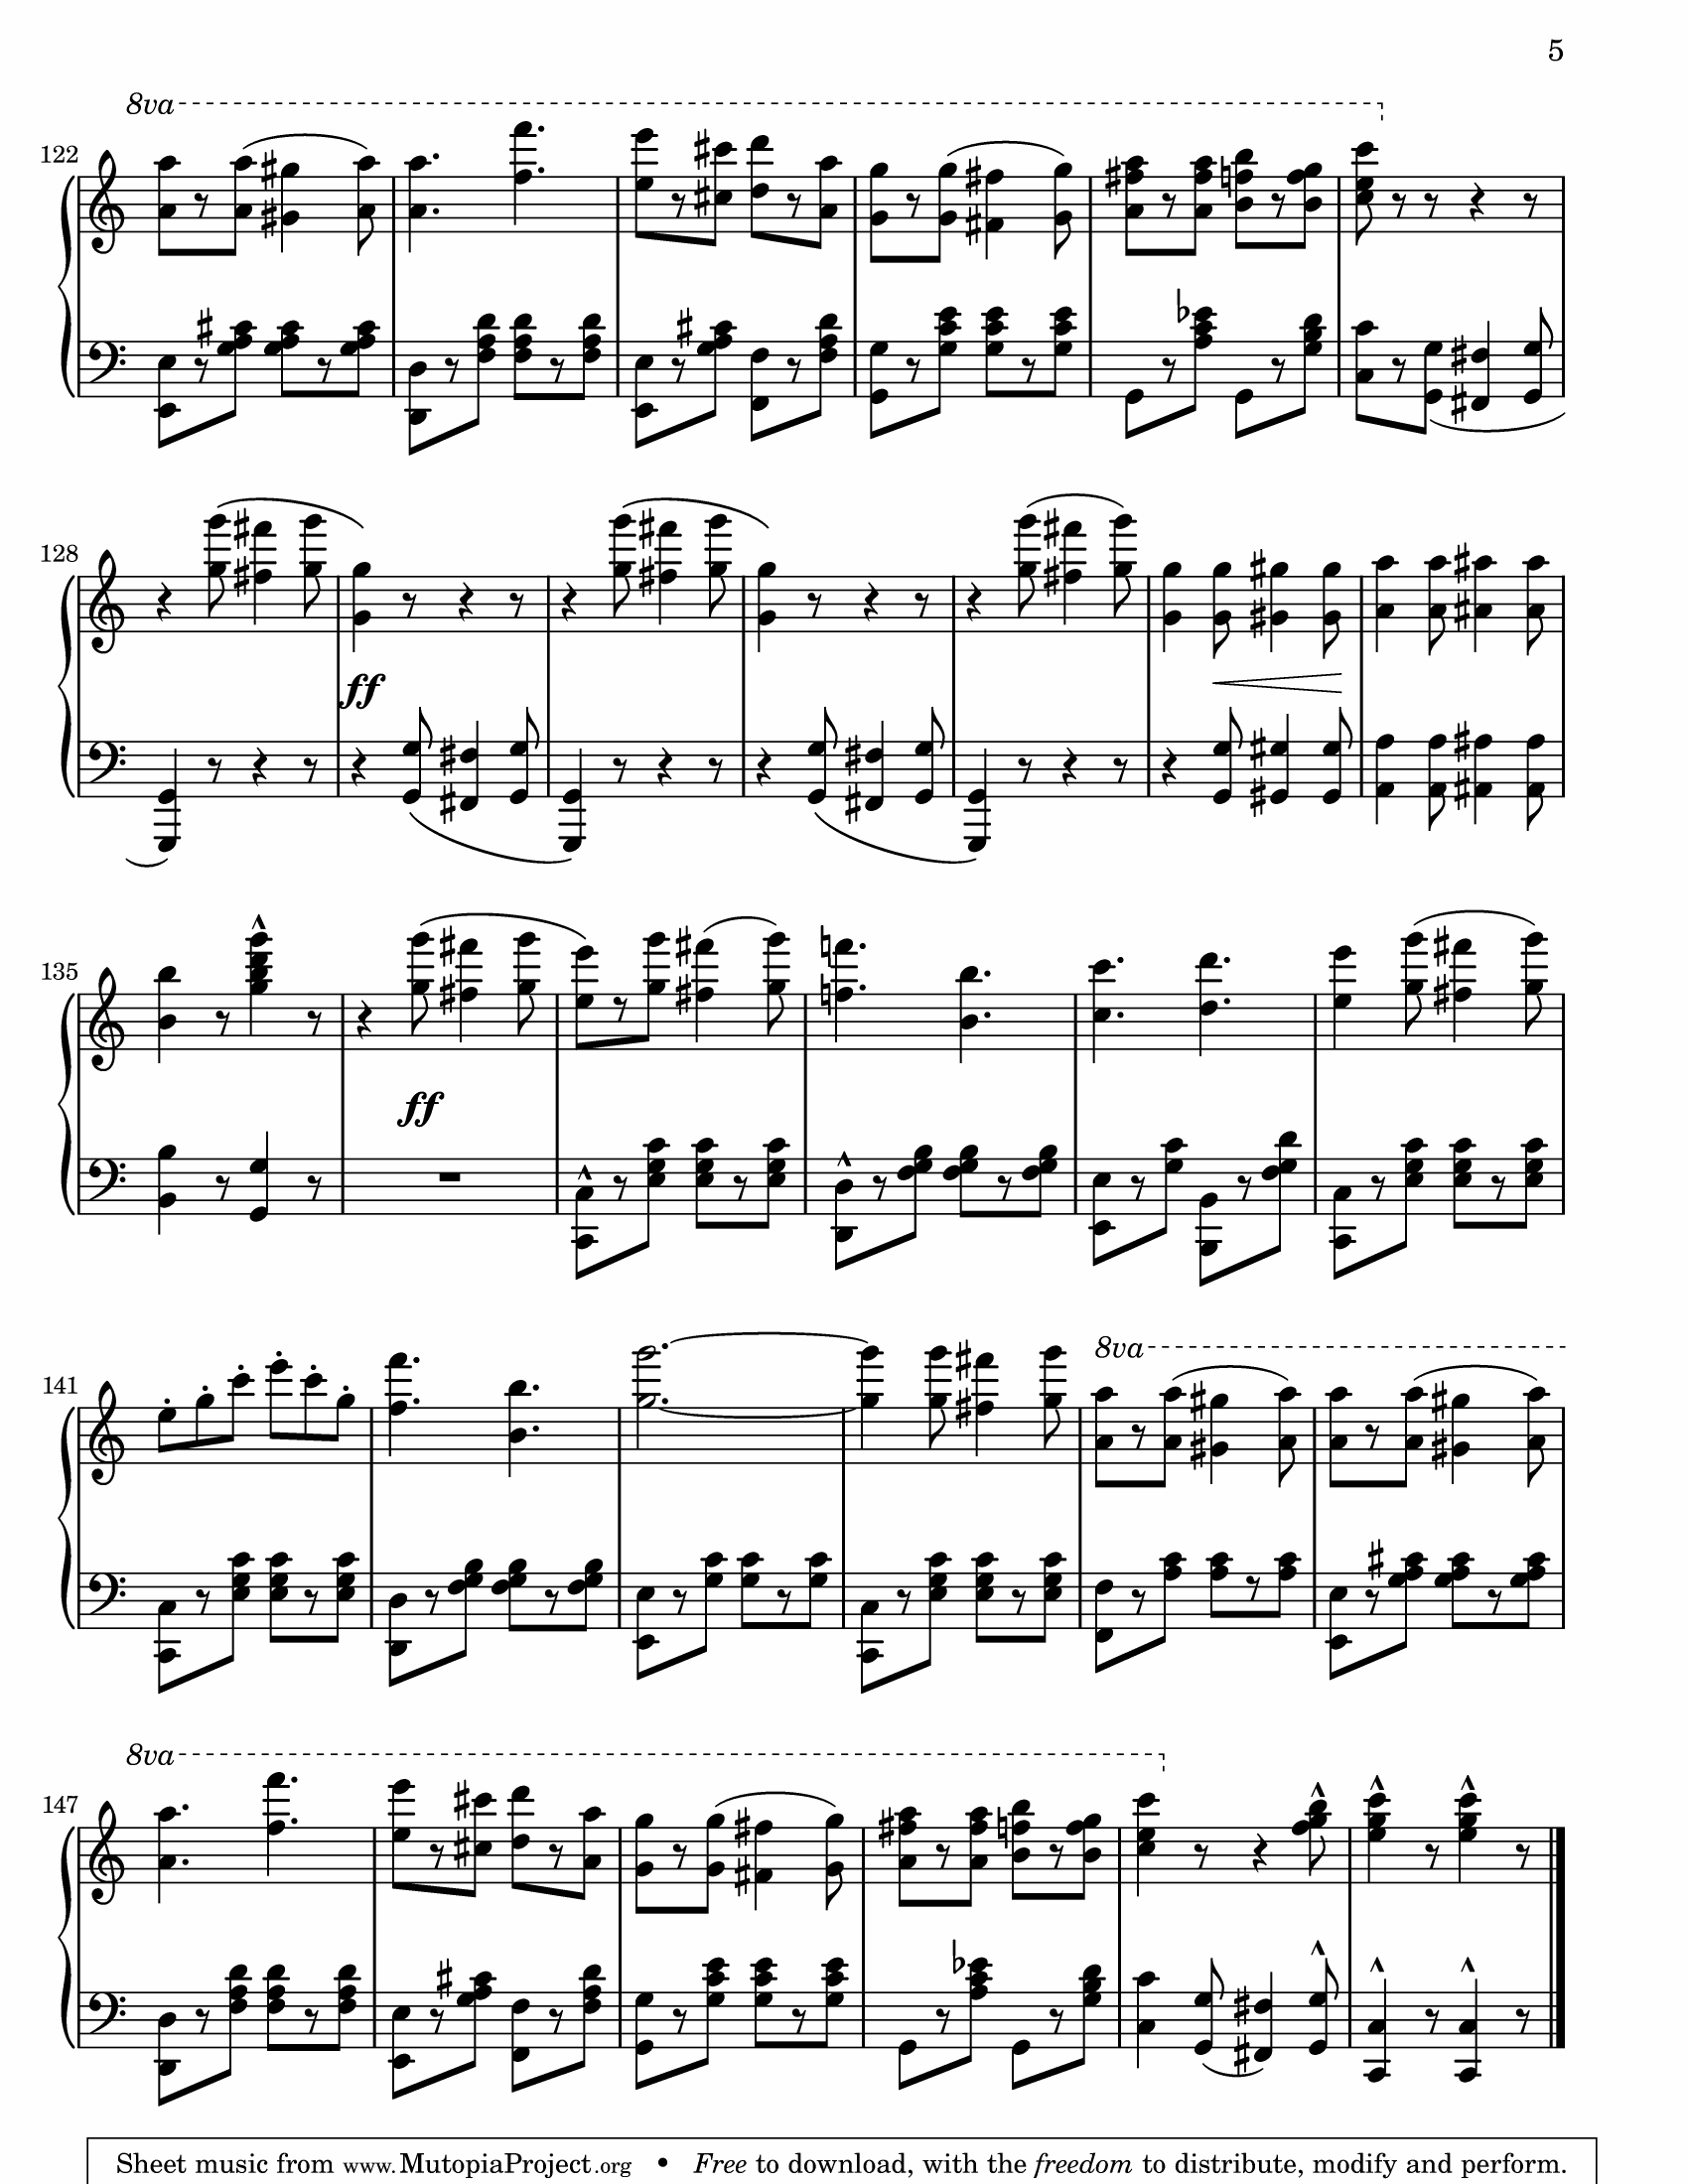 5
8va
122
128
ff
<
135
ff
8va
141
8va
147
Sheet music from www.MutopiaProject.org • Free to download, with the freedom to distribute, modify and perform.